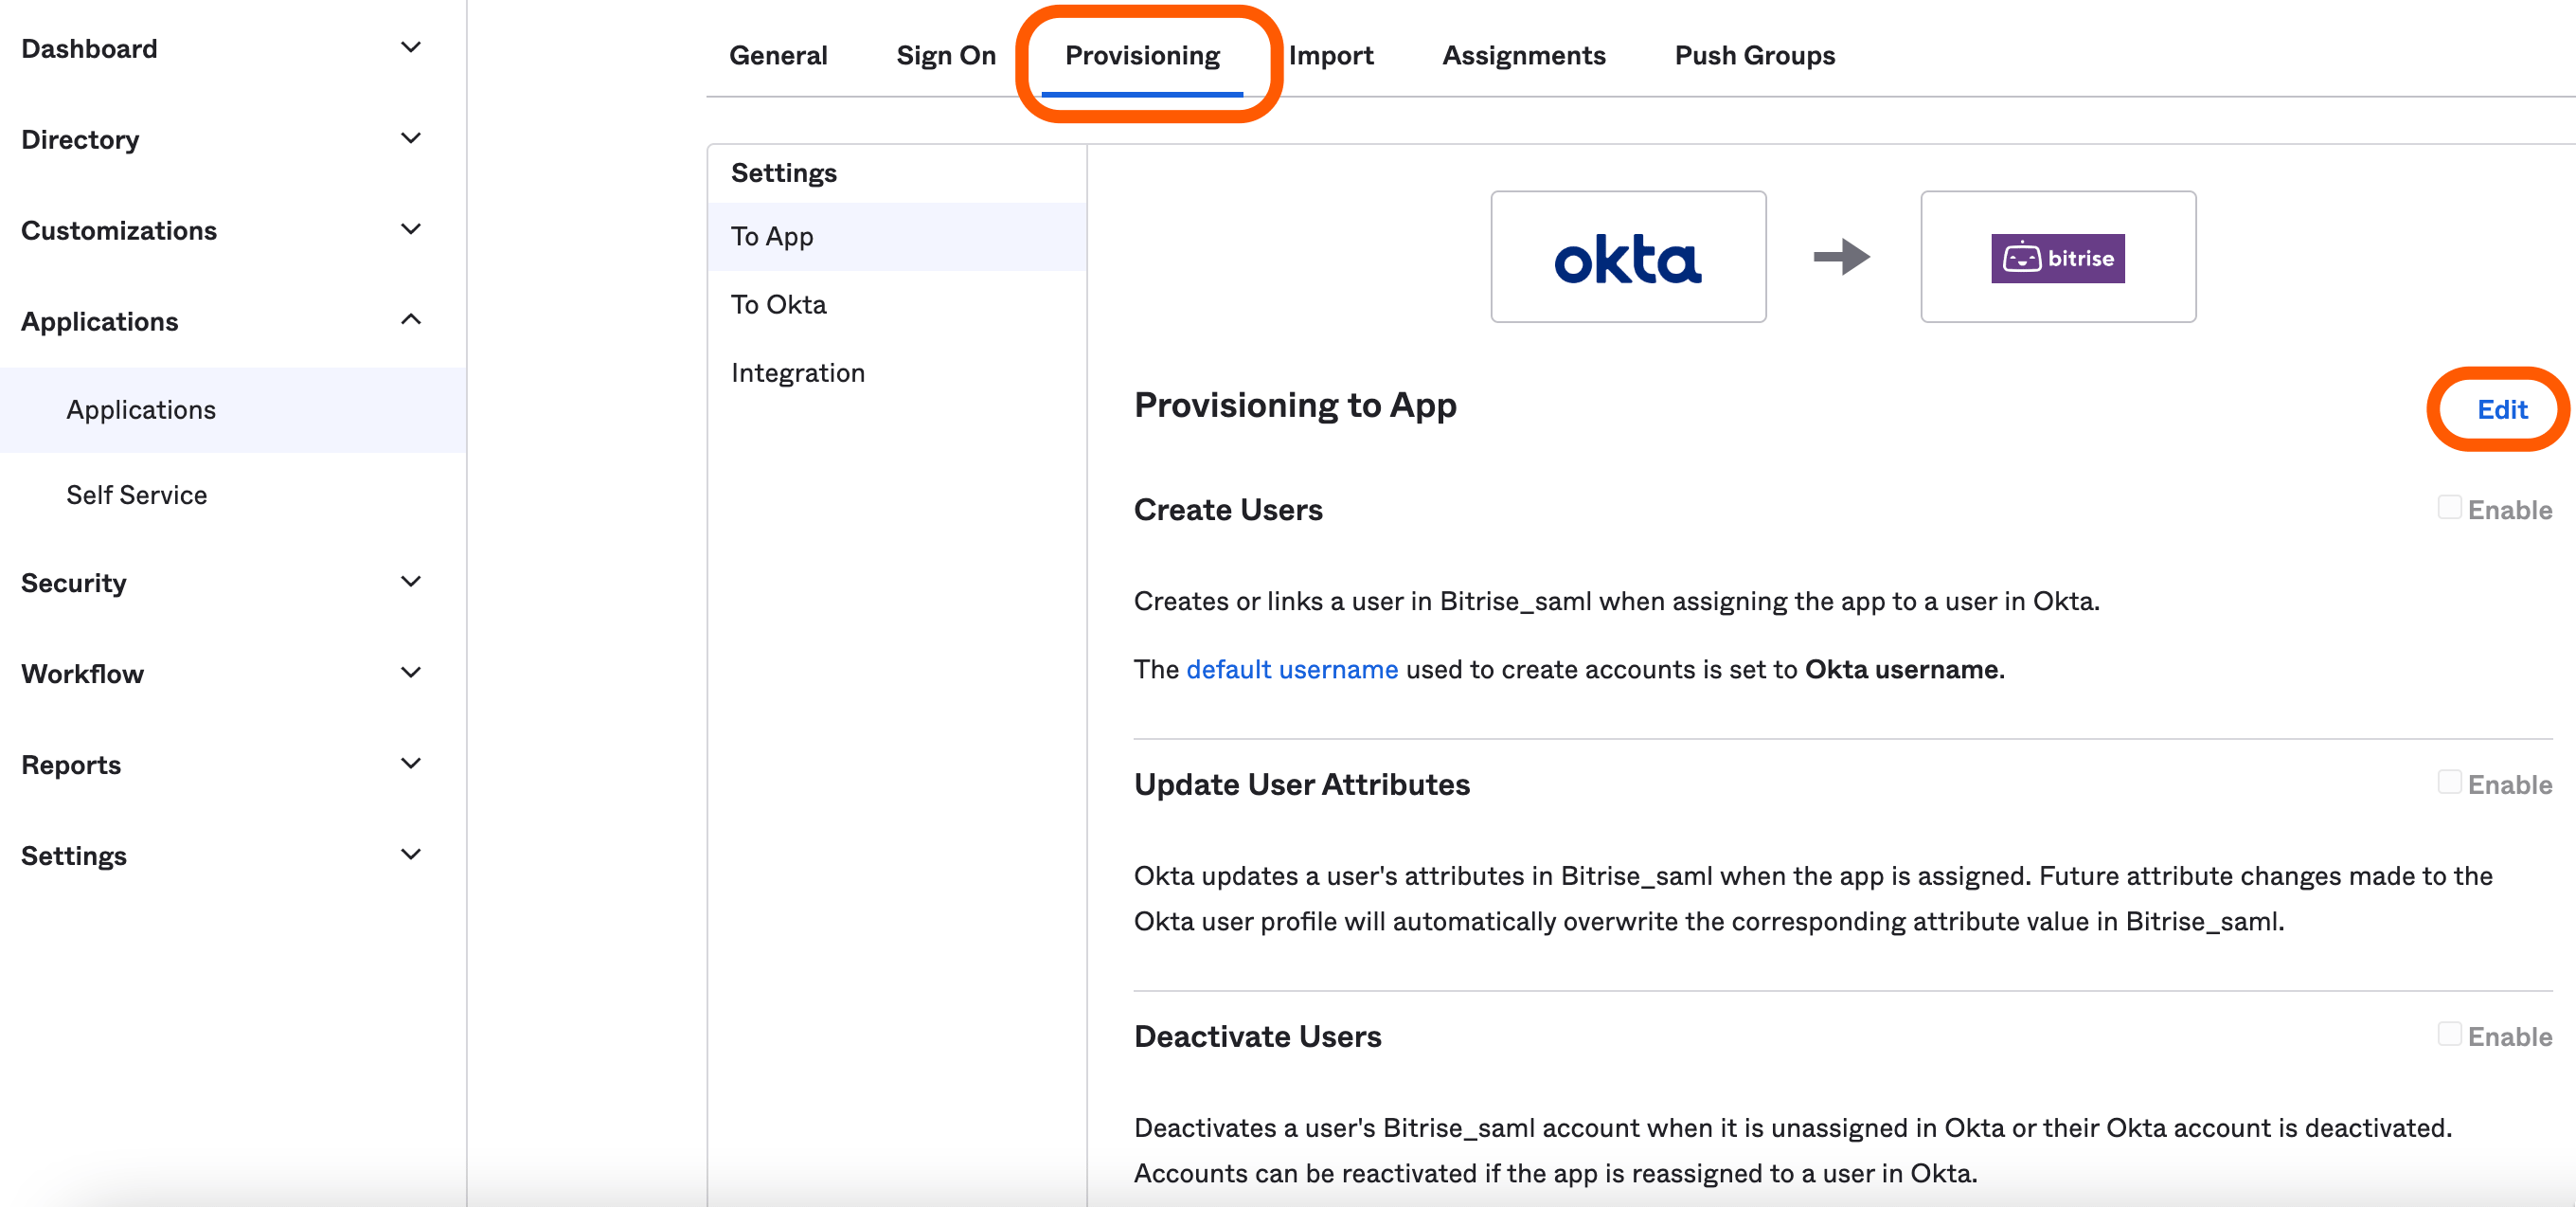 Dashboard
Directory
Customizations
Applications
Applications
Self Service
Security
Workflow
Reports
Settings
General
Sign On
Provisioning
Import
Assignments
Push Groups
Settings
To App
To Okta
Integration
okta
bitrise
Provisioning to App
Edit
Create Users
Enable
Creates or links a user in Bitrise_saml when assigning the app to a user in Okta.
The default username used to create accounts is set to Okta username.
Update User Attributes
Enable
Okta updates a user's attributes in Bitrise_saml when the app is assigned. Future attribute changes made to the
Okta user profile will automatically overwrite the corresponding attribute value in Bitrise_saml.
Deactivate Users
Enable
Deactivates a user's Bitrise_saml account when it is unassigned in Okta or their Okta account is deactivated.
Accounts can be reactivated if the app is reassigned to a user in Okta.